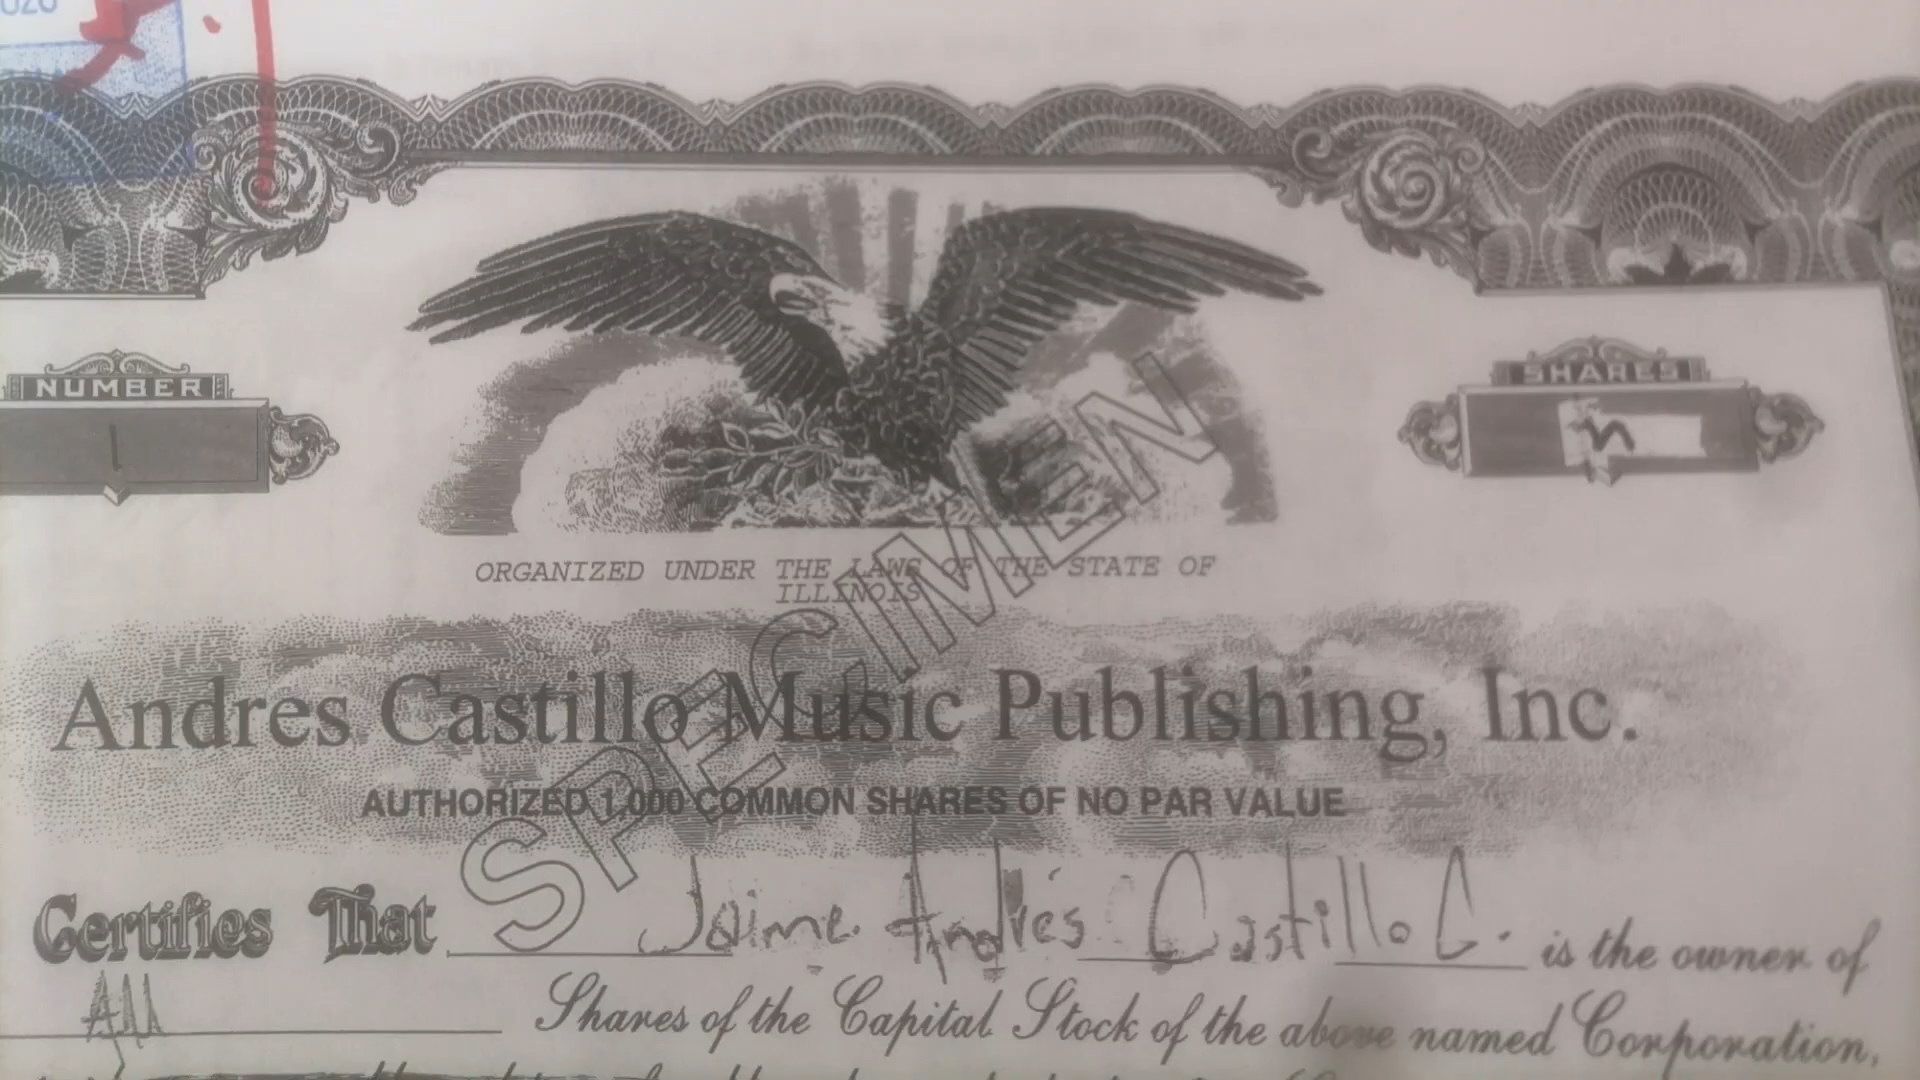 020
NUMBER
1
SHARES
ORGANIZED UNDER THE LAWS OF THE STATE OF
ILLINOIS
SPECIMEN
Andres Castillo Music Publishing, Inc.
AUTHORIZED 1,000 COMMON SHARES OF NO PAR VALUE
Certifies That Jaime Andrés Castillo C. is the owner of
All Shares of the Capital Stock of the above named Corporation,